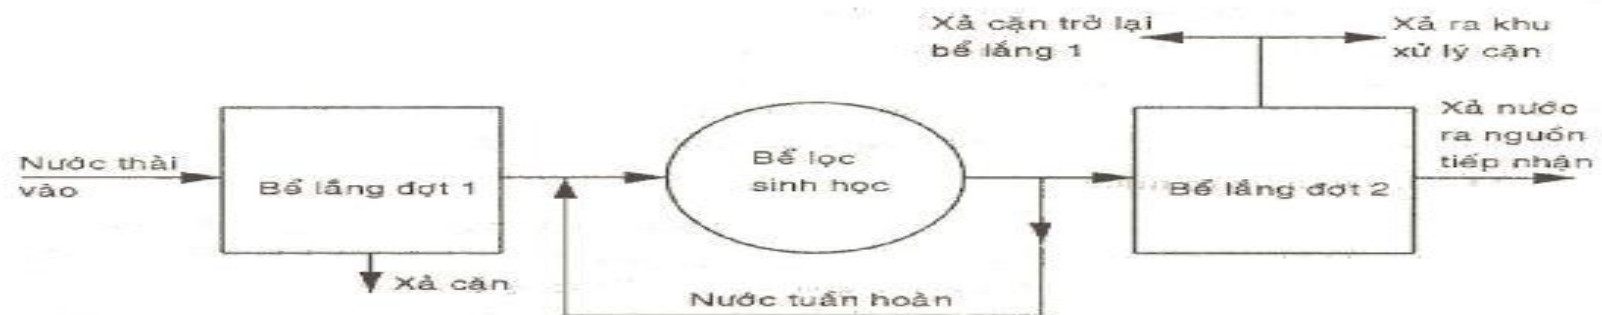 Xả cặn trở lại
bể lắng 1
Xả ra khu
xử lý cặn
Nước thải
vào
Bể lắng đợt 1
Bể lọc
sinh học
Bể lắng đợt 2
Xả nước
ra nguồn
tiếp nhận
Xả cặn
Nước tuần hoàn